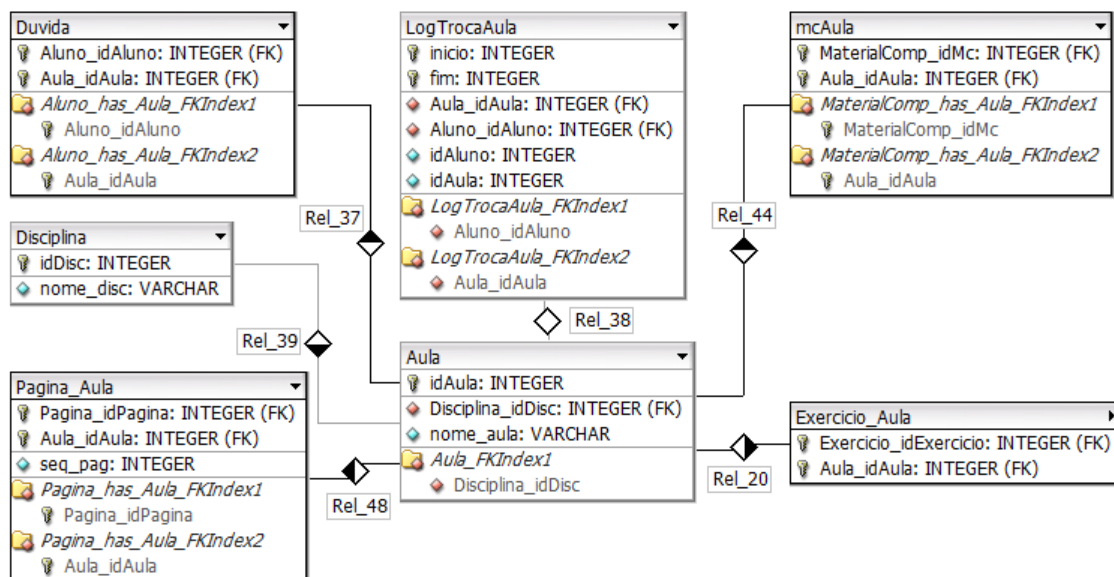 Duvida
Aluno_idAluno: INTEGER (FK)
Aula_idAula: INTEGER (FK)
Aluno_has_Aula_FKIndex1
Aluno_idAluno
Aluno_has_Aula_FKIndex2
Aula_idAula
LogTrocaAula
inicio: INTEGER
fim: INTEGER
Aula_idAula: INTEGER (FK)
Aluno_idAluno: INTEGER (FK)
idAluno: INTEGER
idAula: INTEGER
LogTrocaAula_FKIndex1
Aluno_idAluno
LogTrocaAula_FKIndex2
Aula_idAula
mcAula
MaterialComp_idMc: INTEGER (FK)
Aula_idAula: INTEGER (FK)
MaterialComp_has_Aula_FKIndex1
MaterialComp_idMc
MaterialComp_has_Aula_FKIndex2
Aula_idAula
Rel_37
Rel_44
Disciplina
idDisc: INTEGER
nome_disc: VARCHAR
Rel_38
Rel_39
Aula
idAula: INTEGER
Disciplina_idDisc: INTEGER (FK)
nome_aula: VARCHAR
Aula_FKIndex1
Disciplina_idDisc
Pagina_Aula
Pagina_idPagina: INTEGER (FK)
Aula_idAula: INTEGER (FK)
seq_pag: INTEGER
Pagina_has_Aula_FKIndex1
Pagina_idPagina
Pagina_has_Aula_FKIndex2
Aula_idAula
Rel_48
Rel_20
Exercicio_Aula
Exercicio_idExercicio: INTEGER (FK)
Aula_idAula: INTEGER (FK)